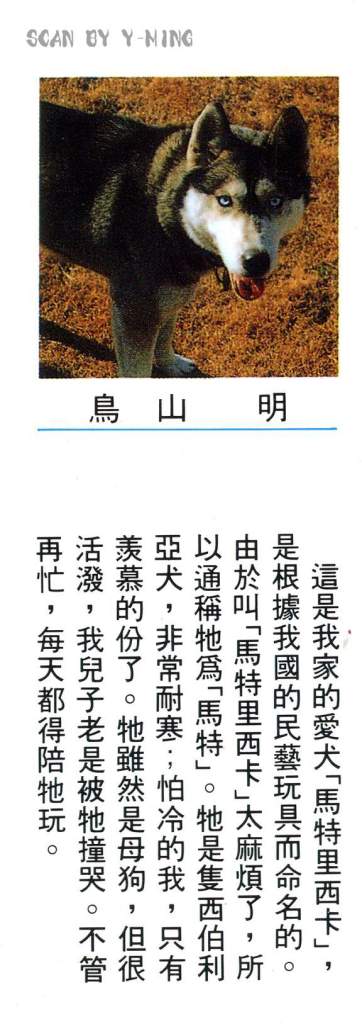 SCAN BY Y-MING
鳥山 明
這是我家的愛犬「馬特里西卡」，
是根據我國的民藝玩具而命名的。
由於叫「馬特里西卡」太麻煩了，所
以通稱牠爲「馬特」。牠是隻西伯利
亞犬，非常耐寒；怕冷的我，只有
羨慕的份了。牠雖然是母狗，但很
活潑，我兒子老是被牠撞哭。不管
再忙，每天都得陪牠玩。